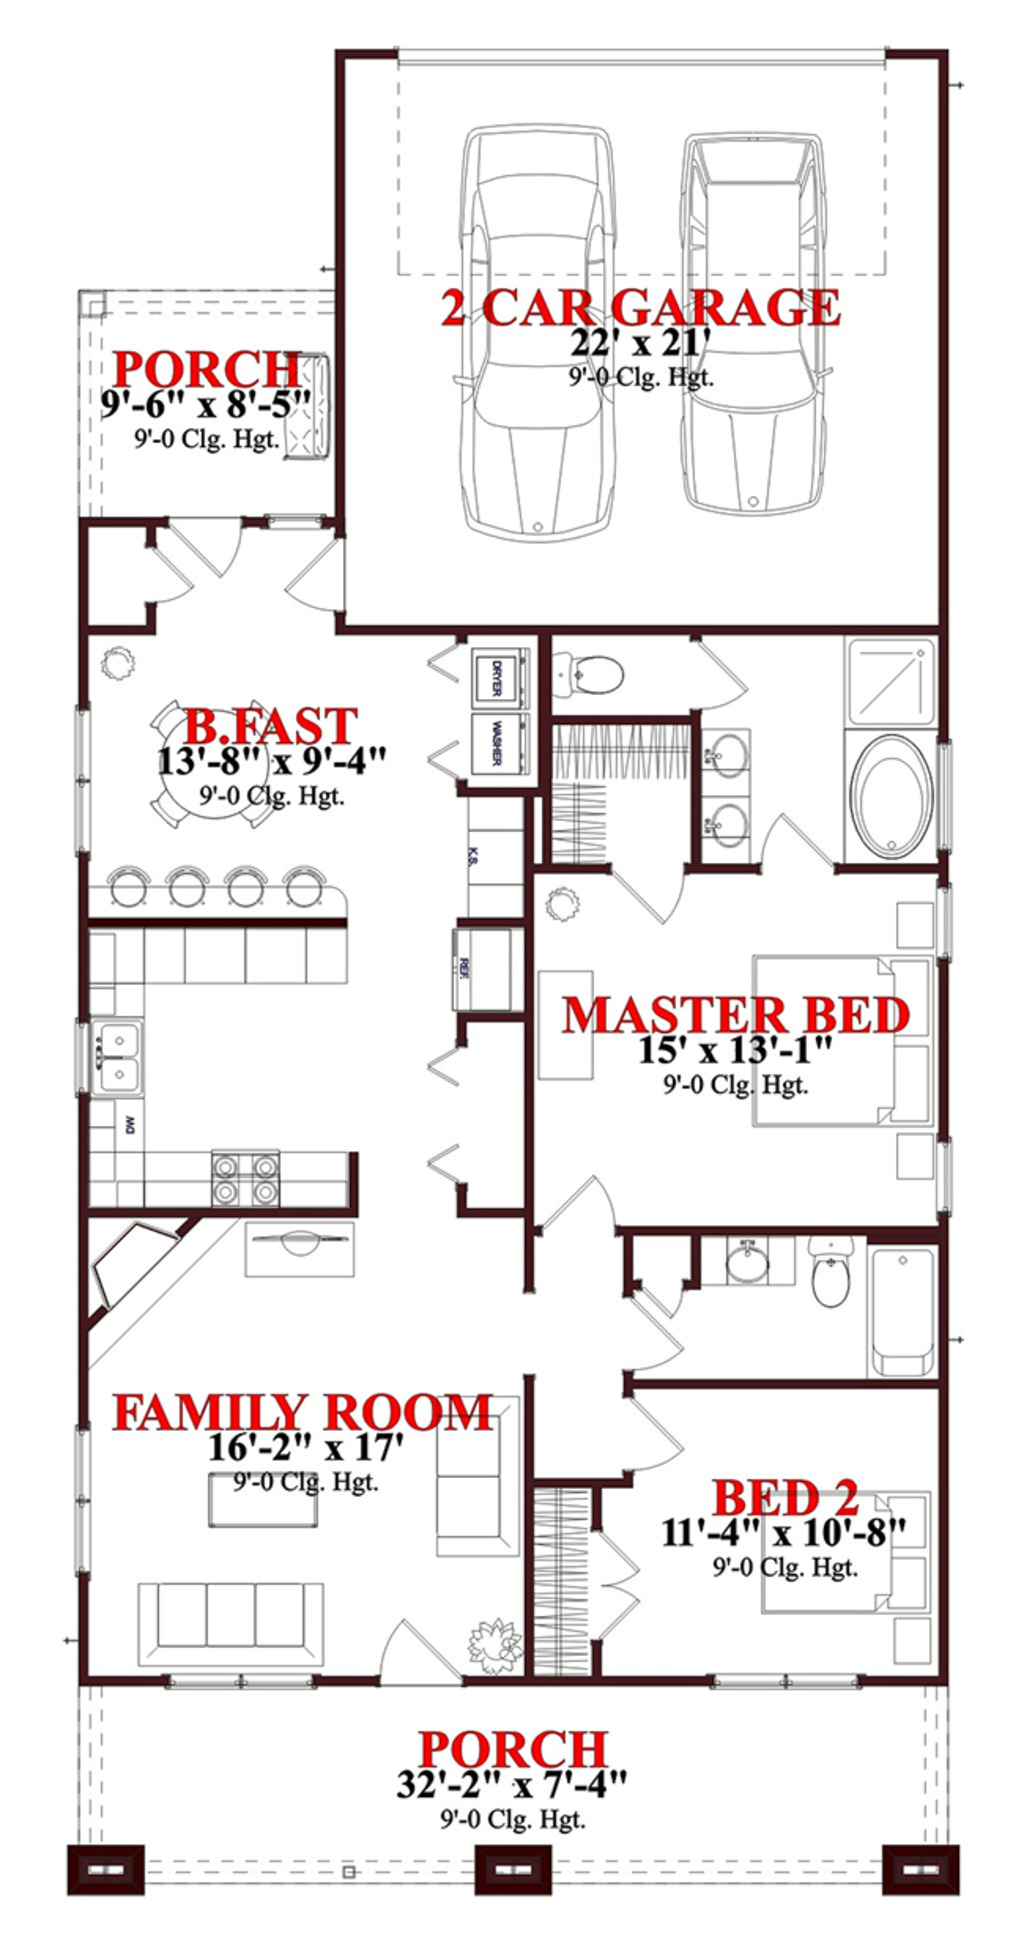 2 CAR GARAGE
22' x 21'
9'-0 Clg. Hgt.
PORCH
9'-6" x 8'-5"
9'-0 Clg. Hgt.
DRYER
WASHER
B.FAST
13'-8" x 9'-4"
9'-0 Clg. Hgt.
K.S.
REF.
MASTER BED
15' x 13'-1"
9'-0 Clg. Hgt.
DW
FAMILY ROOM
16'-2" x 17'
9'-0 Clg. Hgt.
BED 2
11'-4" x 10'-8"
9'-0 Clg. Hgt.
PORCH
32'-2" x 7'-4"
9'-0 Clg. Hgt.